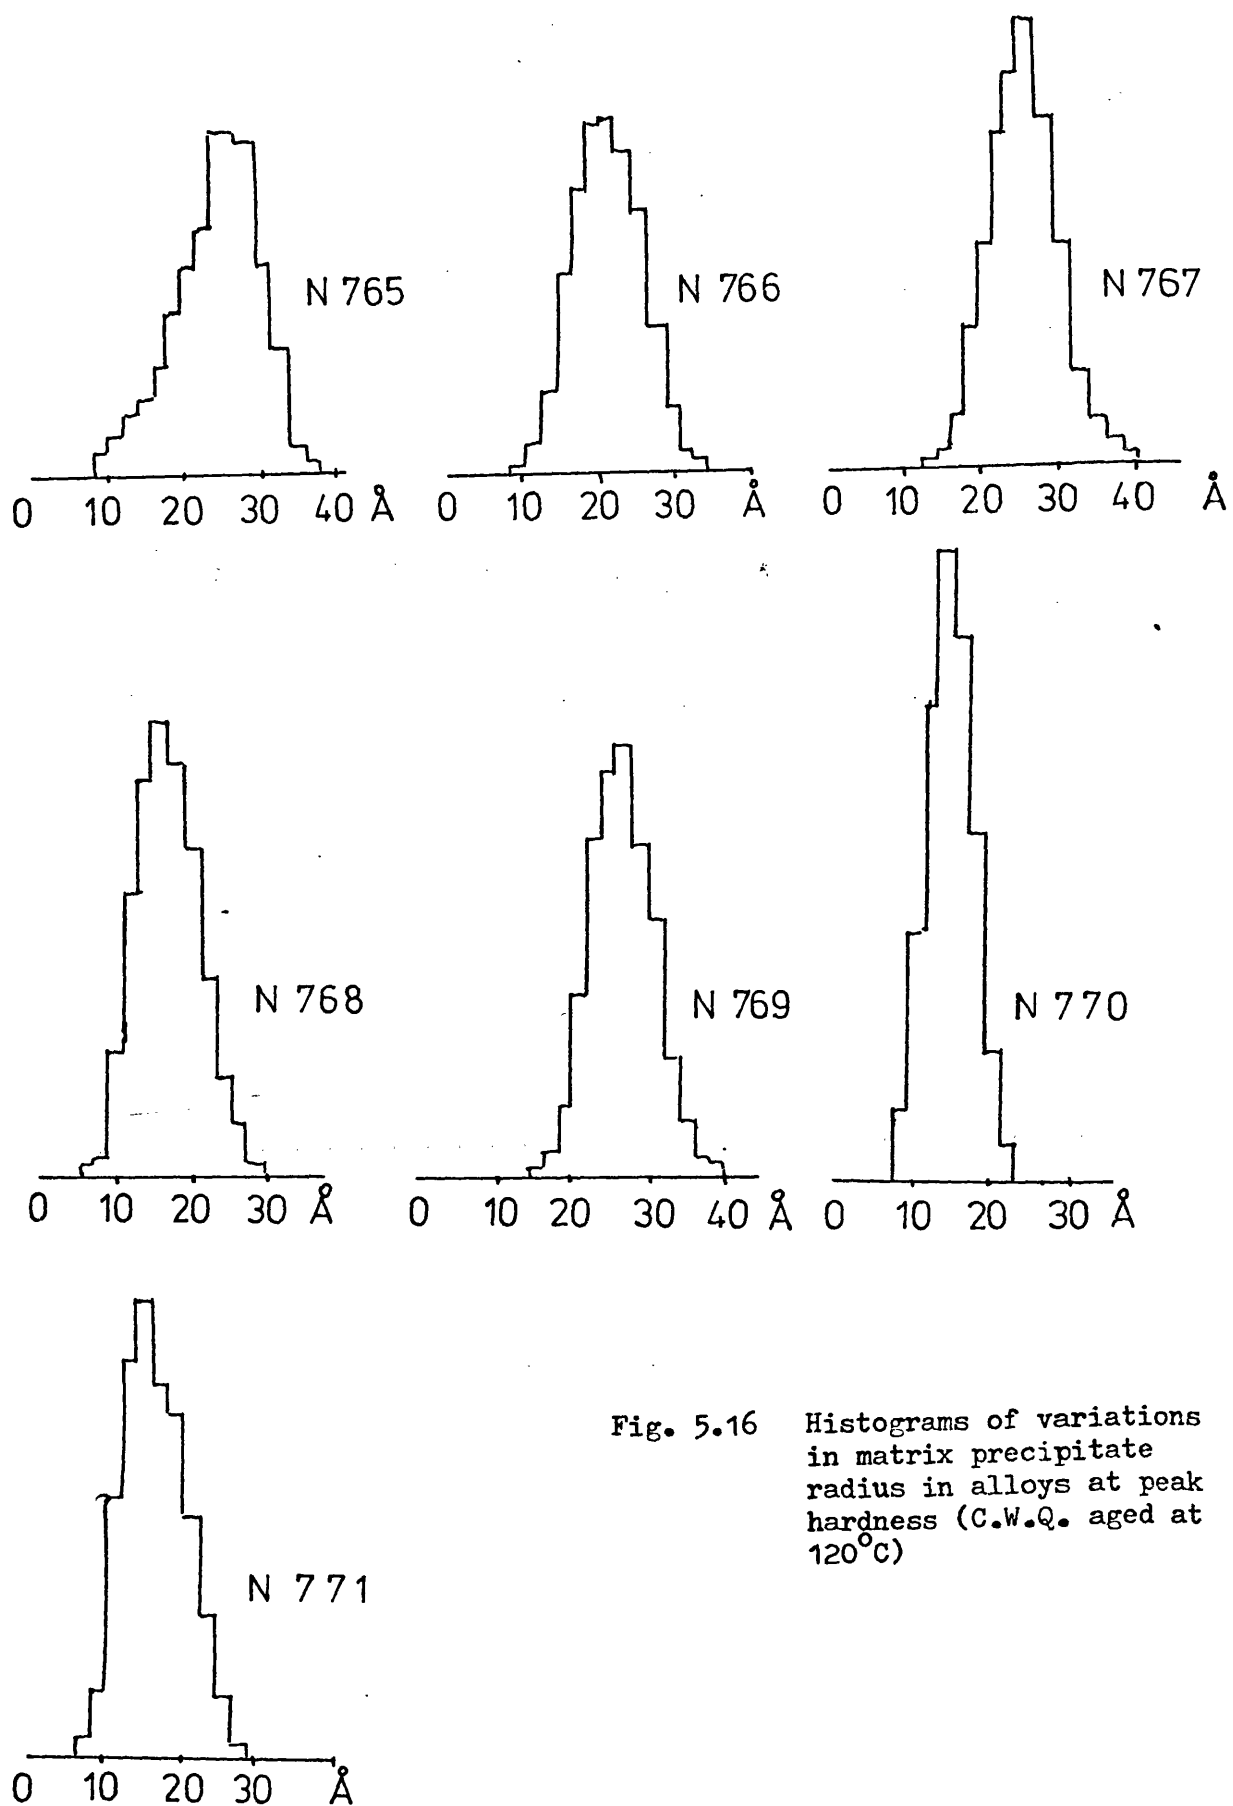 N 765
0 10 20 30 40 Å
N 766
0 10 20 30 Å
N 767
0 10 20 30 40 Å
N 768
0 10 20 30 Å
N 769
0 10 20 30 40 Å
N 770
0 10 20 30 Å
N 771
0 10 20 30 Å
Fig. 5.16 Histograms of variations
in matrix precipitate
radius in alloys at peak
hardness (C.W.Q. aged at
120°C)